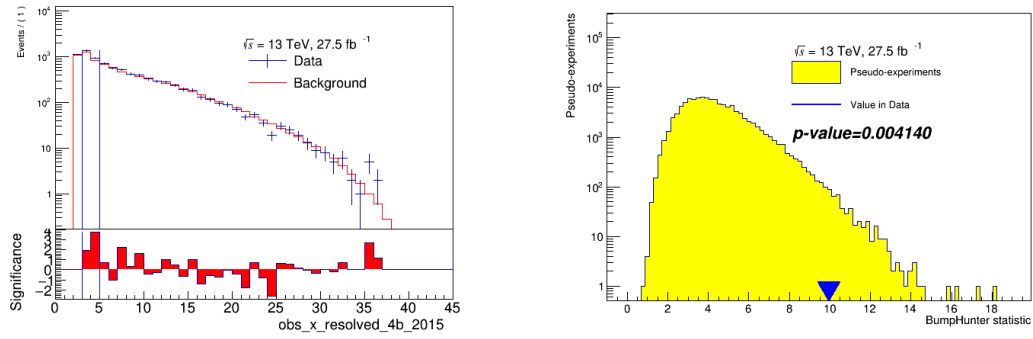 Events / ( 1 )
10³
10²
10
1
√s = 13 TeV, 27.5 fb⁻¹
Data
Background
Significance
4
3
2
1
0
−1
−2
0 5 10 15 20 25 30 35 40 45
obs_x_resolved_4b_2015
Pseudo-experiments
10⁵
10⁴
10³
10²
10
1
√s = 13 TeV, 27.5 fb⁻¹
Pseudo-experiments
Value in Data
p-value=0.004140
0 2 4 6 8 10 12 14 16 18
BumpHunter statistic